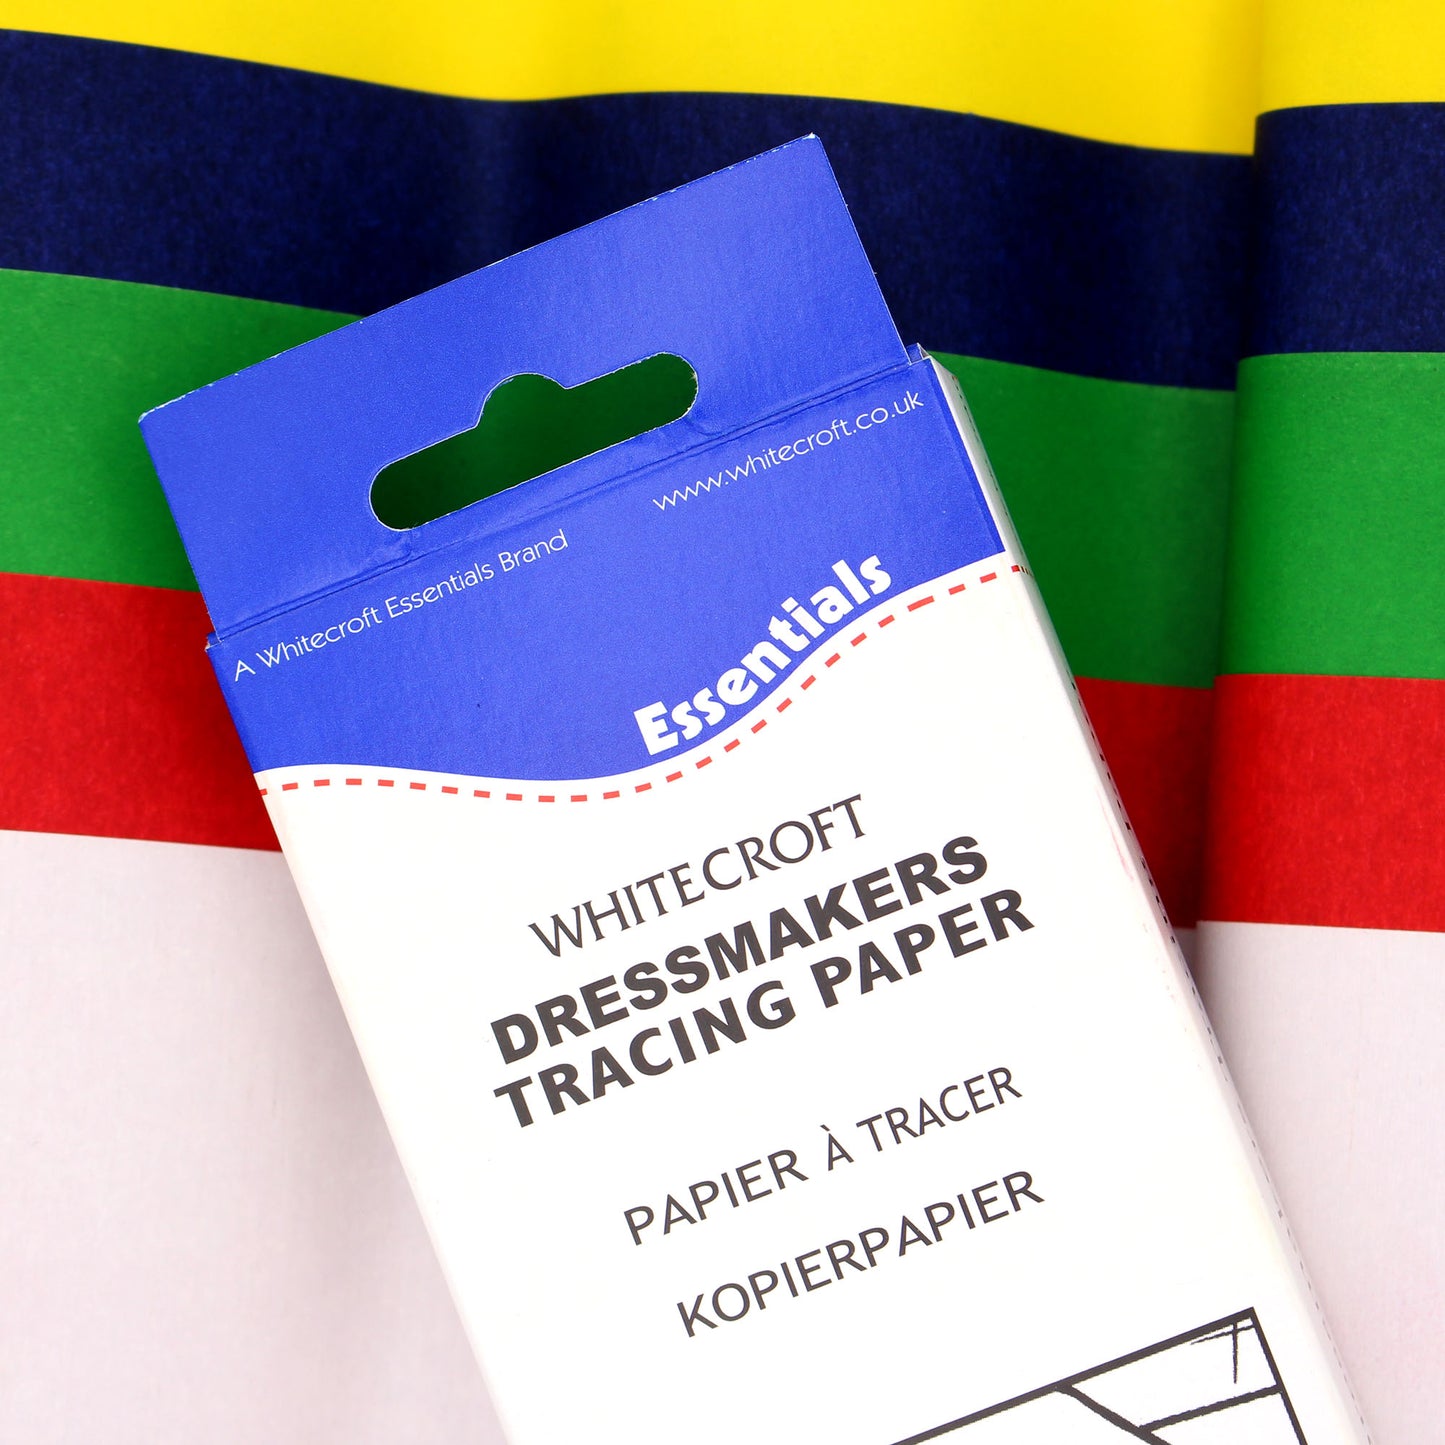 www.whitecroft.co.uk
A Whitecroft Essentials Brand
Essentials
WHITECROFT
DRESSMAKERS
TRACING PAPER
PAPIER À TRACER
KOPIERPAPIER